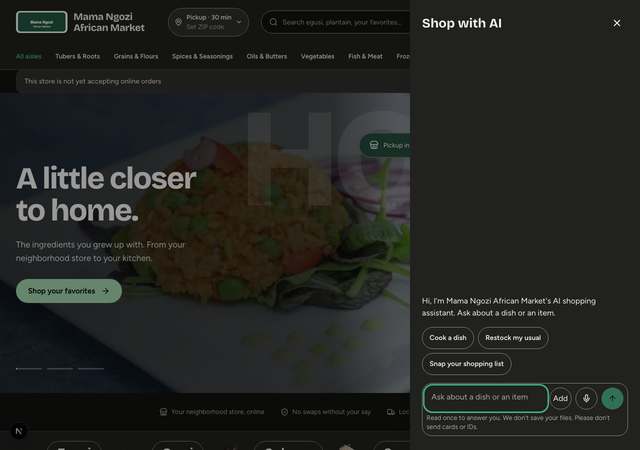 Mama Ngozi
African Market
Pickup · 30 min
Set ZIP code
Search egusi, plantain, your favorites...
All aisles
Tubers & Roots
Grains & Flours
Spices & Seasonings
Oils & Butters
Vegetables
Fish & Meat
This store is not yet accepting online orders
Pickup in
A little closer
to home.
The ingredients you grew up with. From your
neighborhood store to your kitchen.
Shop your favorites
Your neighborhood store, online
No swaps without your say
N
Shop with AI
Hi, I'm Mama Ngozi African Market's AI shopping
assistant. Ask about a dish or an item.
Cook a dish
Restock my usual
Snap your shopping list
Ask about a dish or an item
Add
Read once to answer you. We don't save your files. Please don't
send cards or IDs.